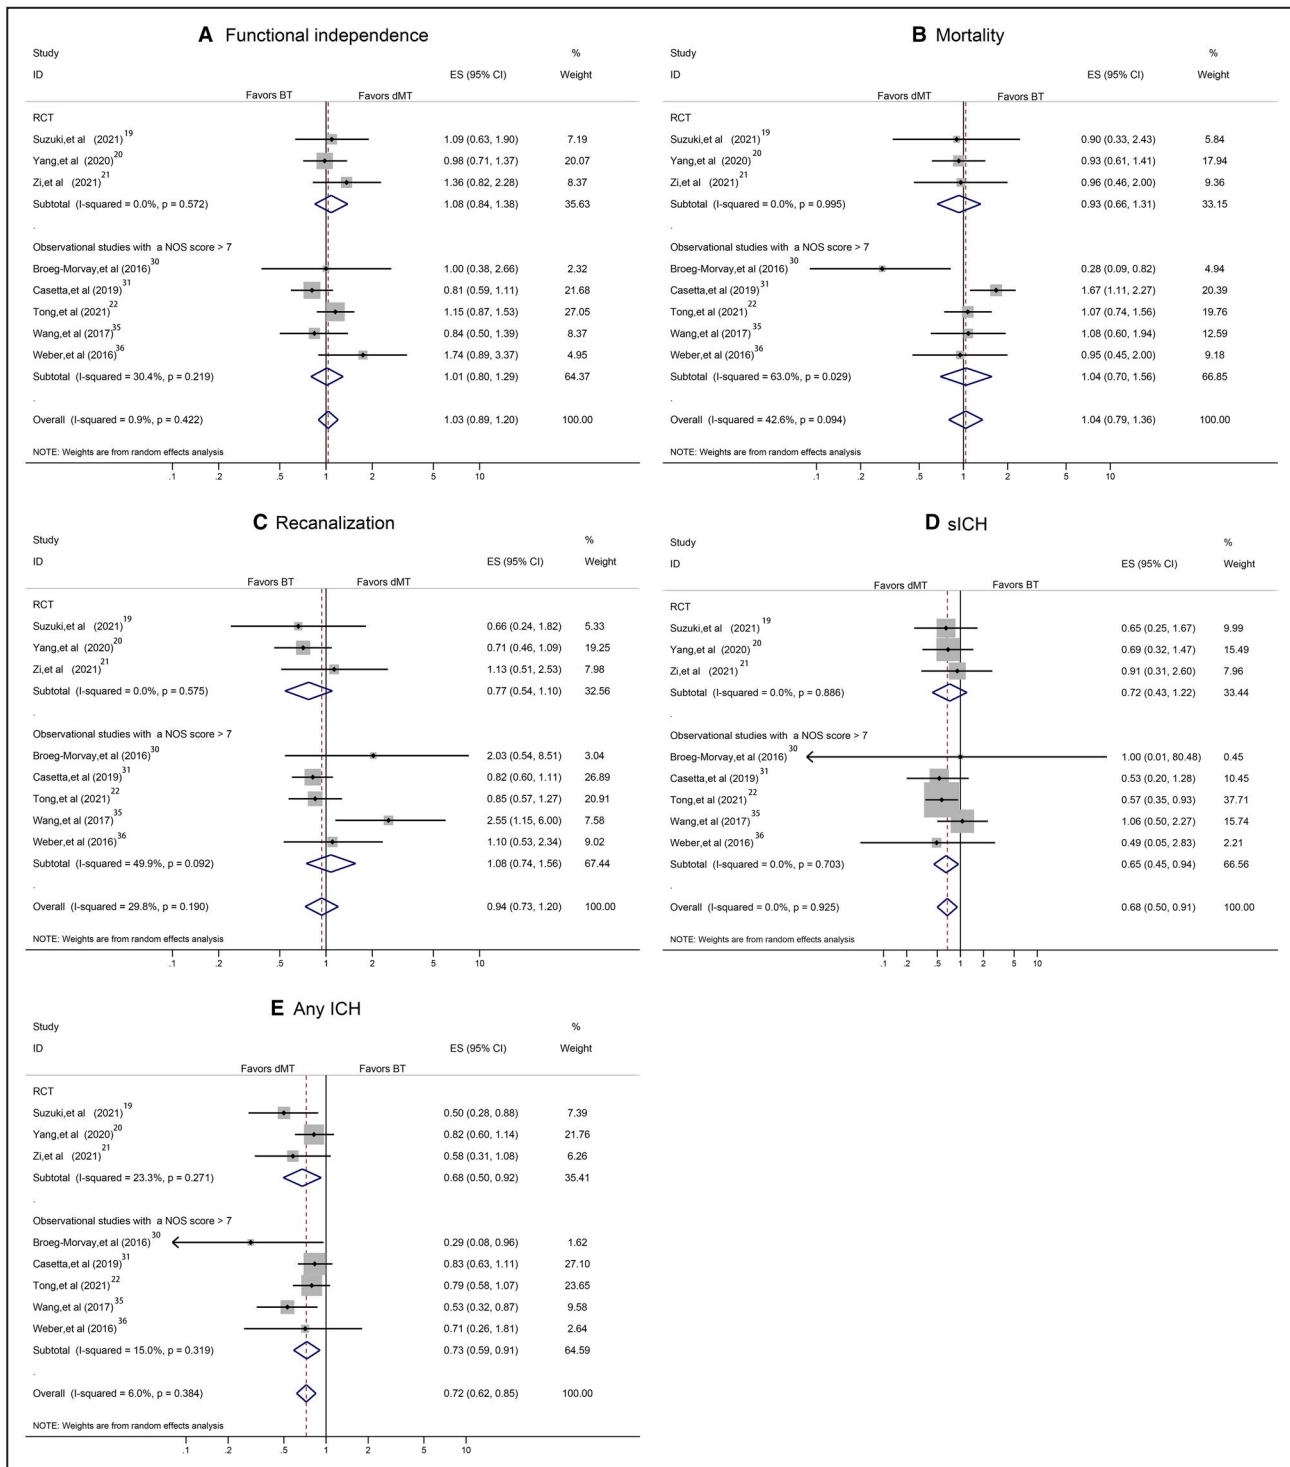 A Functional independence
Study %
ID ES (95% CI) Weight
Favors BT Favors dMT
RCT
Suzuki,et al (2021)19 1.09 (0.63, 1.90) 7.19
Yang,et al (2020)20 0.98 (0.71, 1.37) 20.07
Zi,et al (2021)21 1.36 (0.82, 2.28) 8.37
Subtotal (I-squared = 0.0%, p = 0.572) 1.08 (0.84, 1.38) 35.63
.
Observational studies with a NOS score > 7
Broeg-Morvay,et al (2016)30 1.00 (0.38, 2.66) 2.32
Casetta,et al (2019)31 0.81 (0.59, 1.11) 21.68
Tong,et al (2021)22 1.15 (0.87, 1.53) 27.05
Wang,et al (2017)35 0.84 (0.50, 1.39) 8.37
Weber,et al (2016)36 1.74 (0.89, 3.37) 4.95
Subtotal (I-squared = 30.4%, p = 0.219) 1.01 (0.80, 1.29) 64.37
.
Overall (I-squared = 0.9%, p = 0.422) 1.03 (0.89, 1.20) 100.00
NOTE: Weights are from random effects analysis
.1 .2 .5 1 2 5 10
B Mortality
Study %
ID ES (95% CI) Weight
Favors dMT Favors BT
RCT
Suzuki,et al (2021)19 0.90 (0.33, 2.43) 5.84
Yang,et al (2020)20 0.93 (0.61, 1.41) 17.94
Zi,et al (2021)21 0.96 (0.46, 2.00) 9.36
Subtotal (I-squared = 0.0%, p = 0.995) 0.93 (0.66, 1.31) 33.15
.
Observational studies with a NOS score > 7
Broeg-Morvay,et al (2016)30 0.28 (0.09, 0.82) 4.94
Casetta,et al (2019)31 1.67 (1.11, 2.27) 20.39
Tong,et al (2021)22 1.07 (0.74, 1.56) 19.76
Wang,et al (2017)35 1.08 (0.60, 1.94) 12.59
Weber,et al (2016)36 0.95 (0.45, 2.00) 9.18
Subtotal (I-squared = 63.0%, p = 0.029) 1.04 (0.70, 1.56) 66.85
.
Overall (I-squared = 42.6%, p = 0.094) 1.04 (0.79, 1.36) 100.00
NOTE: Weights are from random effects analysis
.1 .2 .5 1 2 5 10
C Recanalization
Study %
ID ES (95% CI) Weight
Favors BT Favors dMT
RCT
Suzuki,et al (2021)19 0.66 (0.24, 1.82) 5.33
Yang,et al (2020)20 0.71 (0.46, 1.09) 19.25
Zi,et al (2021)21 1.13 (0.51, 2.53) 7.98
Subtotal (I-squared = 0.0%, p = 0.575) 0.77 (0.54, 1.10) 32.56
.
Observational studies with a NOS score > 7
Broeg-Morvay,et al (2016)30 2.03 (0.54, 8.51) 3.04
Casetta,et al (2019)31 0.82 (0.60, 1.11) 26.89
Tong,et al (2021)22 0.85 (0.57, 1.27) 20.91
Wang,et al (2017)35 2.55 (1.15, 6.00) 7.58
Weber,et al (2016)36 1.10 (0.53, 2.34) 9.02
Subtotal (I-squared = 49.9%, p = 0.092) 1.08 (0.74, 1.56) 67.44
.
Overall (I-squared = 29.8%, p = 0.190) 0.94 (0.73, 1.20) 100.00
NOTE: Weights are from random effects analysis
.1 .2 .5 1 2 5 10
D sICH
Study %
ID ES (95% CI) Weight
Favors dMT Favors BT
RCT
Suzuki,et al (2021)19 0.65 (0.25, 1.67) 9.99
Yang,et al (2020)20 0.69 (0.32, 1.47) 15.49
Zi,et al (2021)21 0.91 (0.31, 2.60) 7.96
Subtotal (I-squared = 0.0%, p = 0.886) 0.72 (0.43, 1.22) 33.44
.
Observational studies with a NOS score > 7
Broeg-Morvay,et al (2016)30 1.00 (0.01, 80.48) 0.45
Casetta,et al (2019)31 0.53 (0.20, 1.28) 10.45
Tong,et al (2021)22 0.57 (0.35, 0.93) 37.71
Wang,et al (2017)35 1.06 (0.50, 2.27) 15.74
Weber,et al (2016)36 0.49 (0.05, 2.83) 2.21
Subtotal (I-squared = 0.0%, p = 0.703) 0.65 (0.45, 0.94) 66.56
.
Overall (I-squared = 0.0%, p = 0.925) 0.68 (0.50, 0.91) 100.00
NOTE: Weights are from random effects analysis
.1 .2 .5 1 2 5 10
E Any ICH
Study %
ID ES (95% CI) Weight
Favors dMT Favors BT
RCT
Suzuki,et al (2021)19 0.50 (0.28, 0.88) 7.39
Yang,et al (2020)20 0.82 (0.60, 1.14) 21.76
Zi,et al (2021)21 0.58 (0.31, 1.08) 6.26
Subtotal (I-squared = 23.3%, p = 0.271) 0.68 (0.50, 0.92) 35.41
.
Observational studies with a NOS score > 7
Broeg-Morvay,et al (2016)30 0.29 (0.08, 0.96) 1.62
Casetta,et al (2019)31 0.83 (0.63, 1.11) 27.10
Tong,et al (2021)22 0.79 (0.58, 1.07) 23.65
Wang,et al (2017)35 0.53 (0.32, 0.87) 9.58
Weber,et al (2016)36 0.71 (0.26, 1.81) 2.64
Subtotal (I-squared = 15.0%, p = 0.319) 0.73 (0.59, 0.91) 64.59
.
Overall (I-squared = 6.0%, p = 0.384) 0.72 (0.62, 0.85) 100.00
NOTE: Weights are from random effects analysis
.1 .2 .5 1 2 5 10